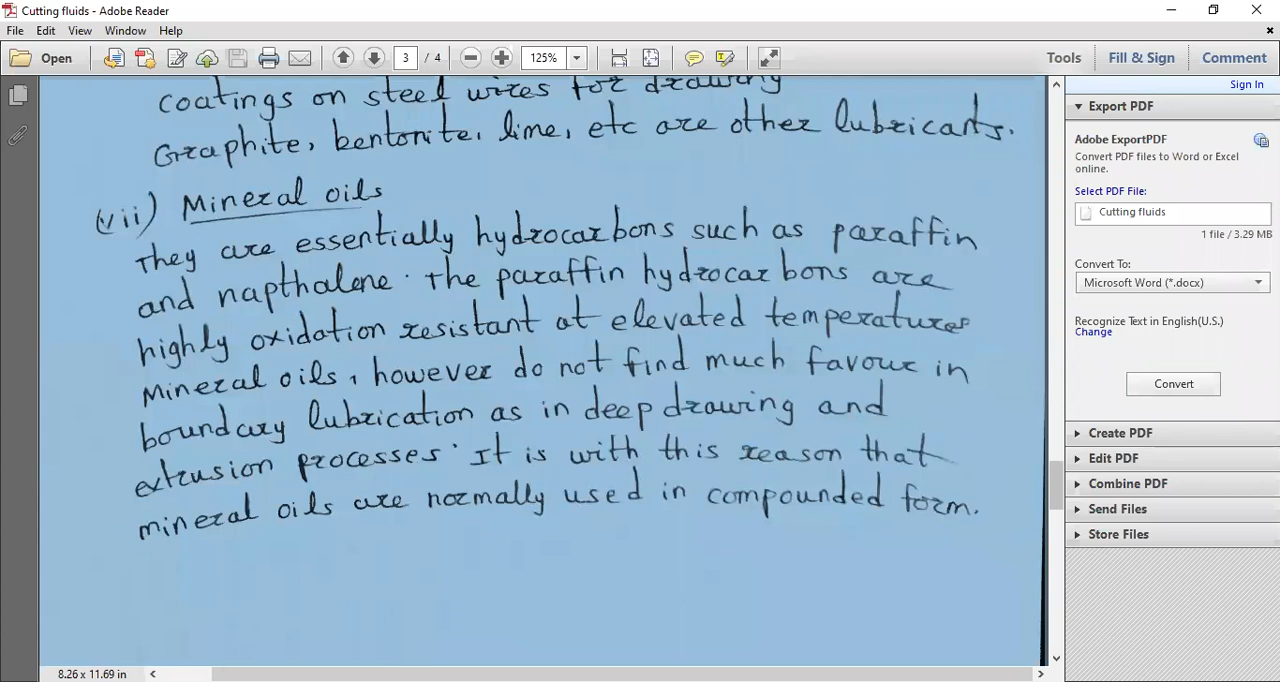 Cutting fluids - Adobe Reader
File Edit View Window Help
Open 3 / 4 125% Tools Fill & Sign Comment
coatings on steel wires for drawing
Graphite, bentonite, lime, etc are other lubricants.
(vii) Mineral oils
They are essentially hydrocarbons such as paraffin
and napthalene. The paraffin hydrocarbons are
highly oxidation resistant at elevated temperatures
Mineral oils, however do not find much favour in
boundary lubrication as in deep drawing and
extrusion processes. It is with this reason that
mineral oils are normally used in compounded form.
8.26 x 11.69 in
Sign In
Export PDF
Adobe ExportPDF
Convert PDF files to Word or Excel
online.
Select PDF File:
Cutting fluids
1 file / 3.29 MB
Convert To:
Microsoft Word (*.docx)
Recognize Text in English(U.S.)
Change
Convert
Create PDF
Edit PDF
Combine PDF
Send Files
Store Files